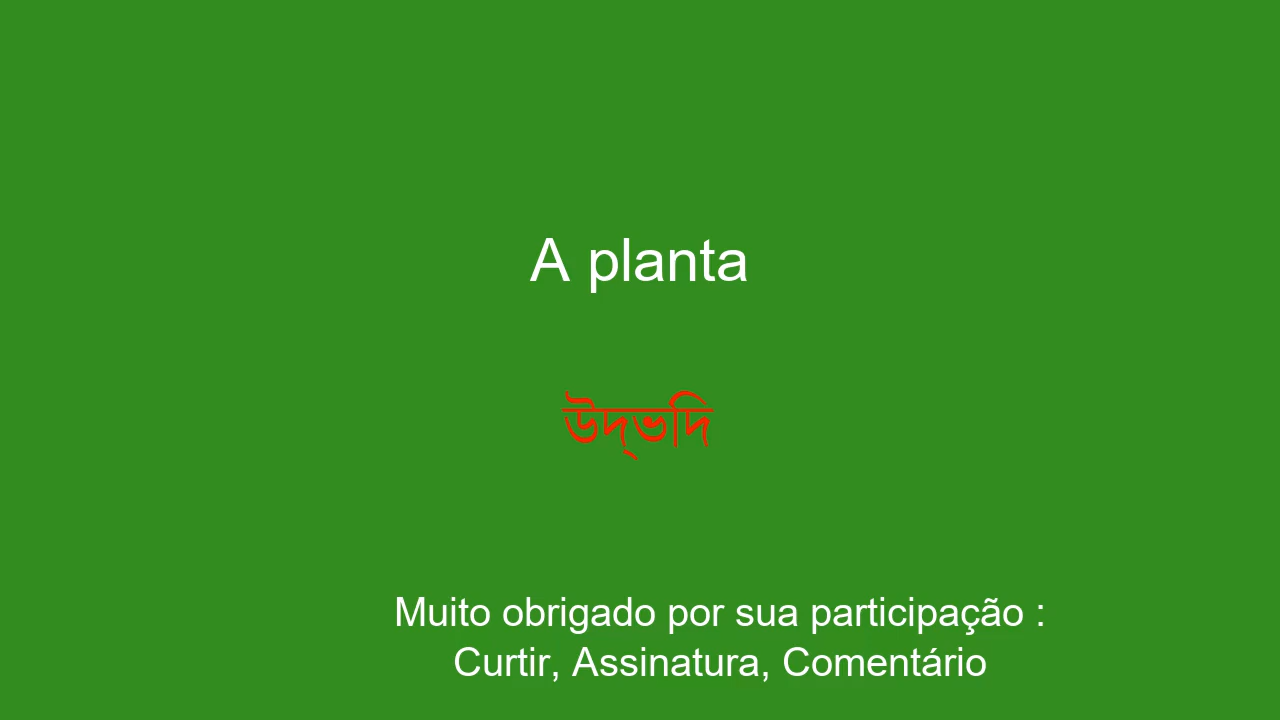 A planta
উদ্ভিদ
Muito obrigado por sua participação :
Curtir, Assinatura, Comentário